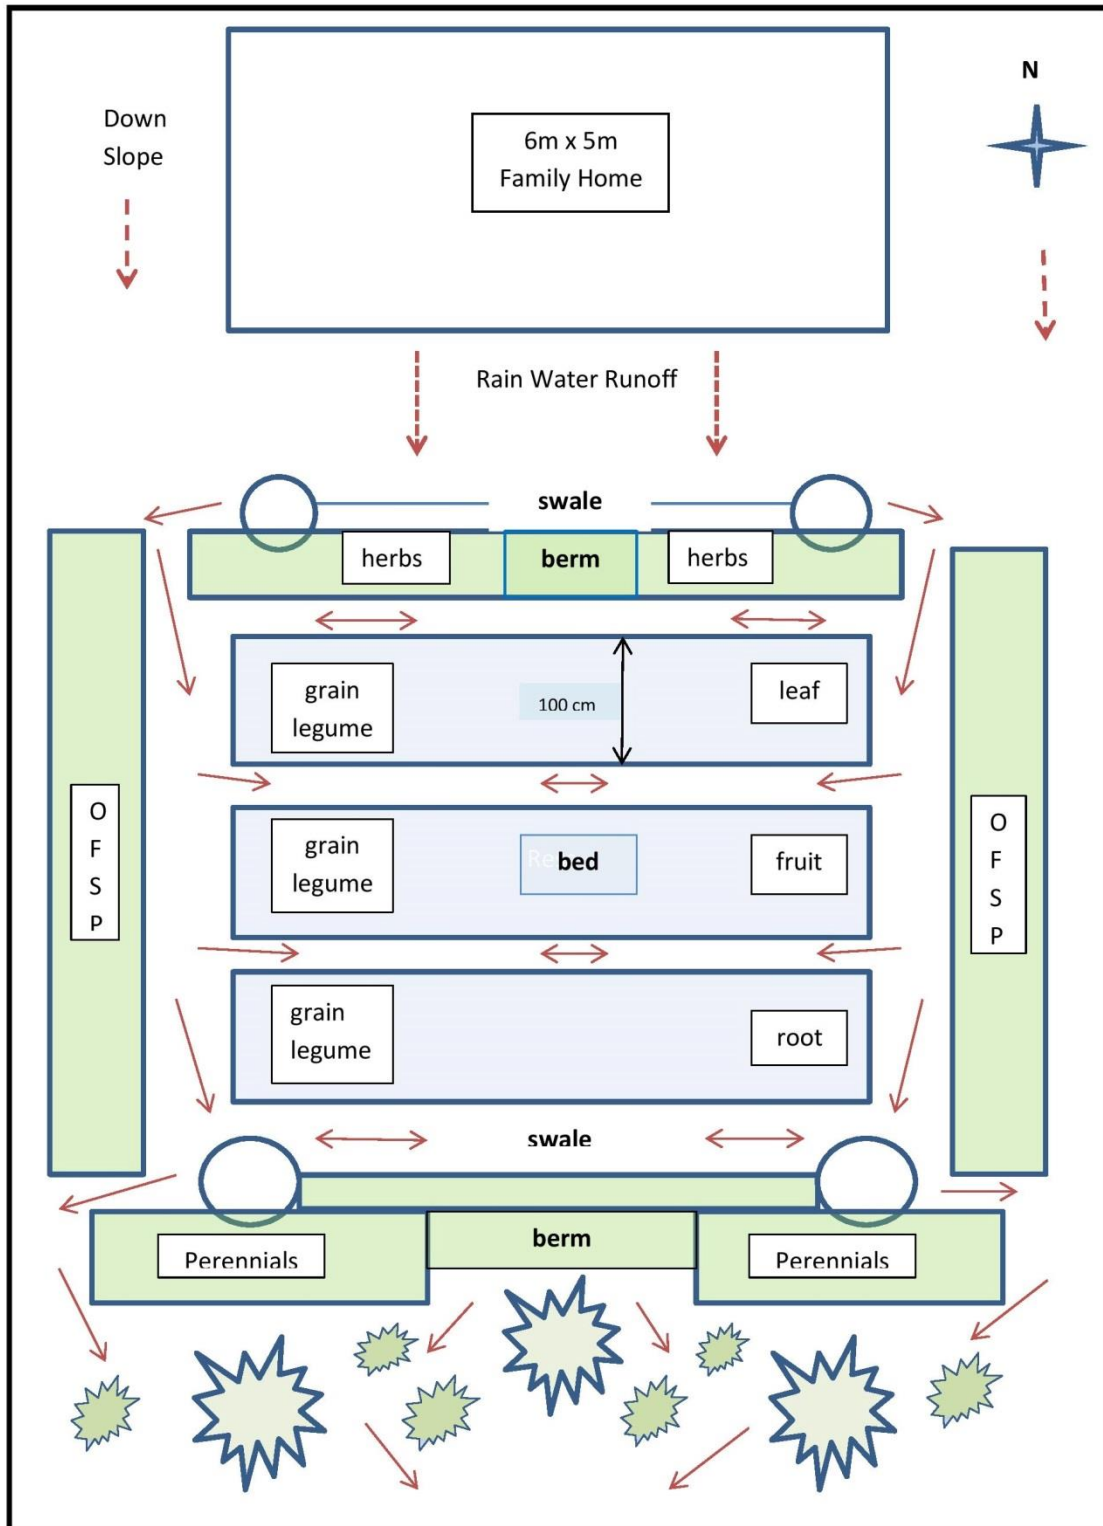 N
Down
Slope
6m x 5m
Family Home
Rain Water Runoff
swale
herbs
berm
herbs
grain
legume
100 cm
leaf
O
F
S
P
grain
legume
bed
fruit
O
F
S
P
grain
legume
root
swale
Perennials
berm
Perennials